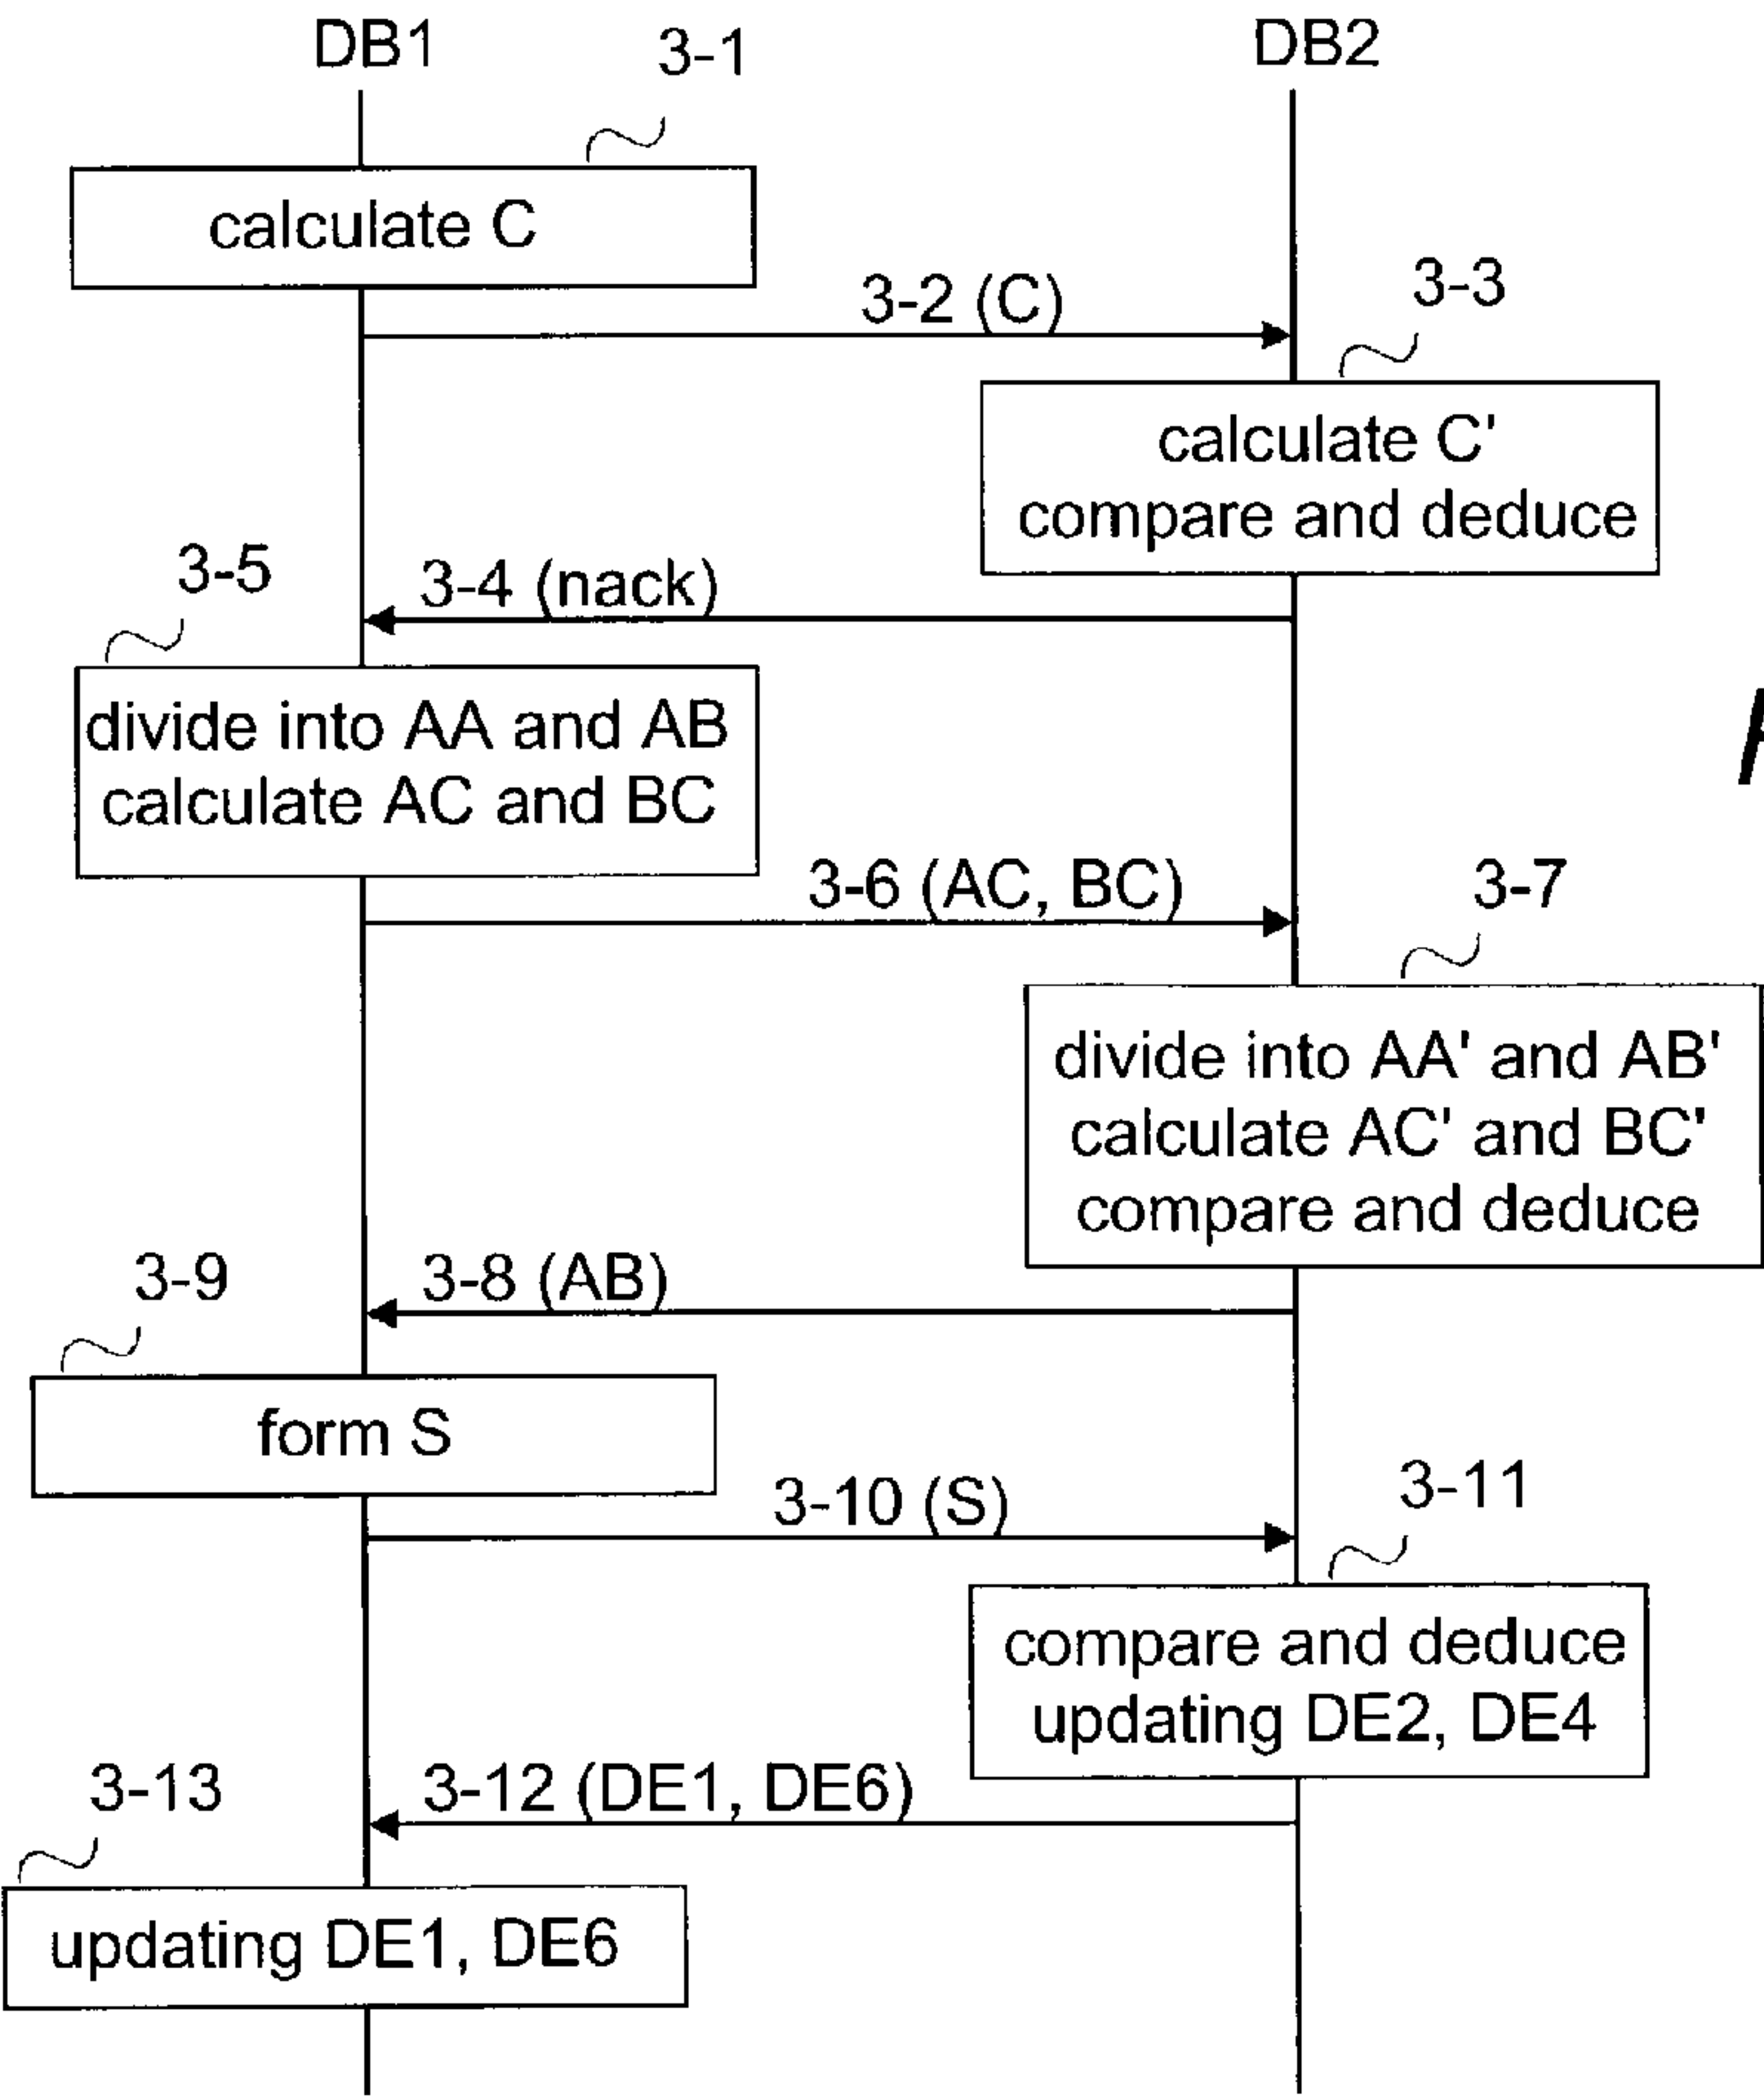 DB1
DB2
3-1
calculate C
3-2 (C)
3-3
calculate C'
compare and deduce
3-4 (nack)
3-5
divide into AA and AB
calculate AC and BC
3-6 (AC, BC)
3-7
divide into AA' and AB'
calculate AC' and BC'
compare and deduce
3-8 (AB)
3-9
form S
3-10 (S)
3-11
compare and deduce
updating DE2, DE4
3-12 (DE1, DE6)
3-13
updating DE1, DE6